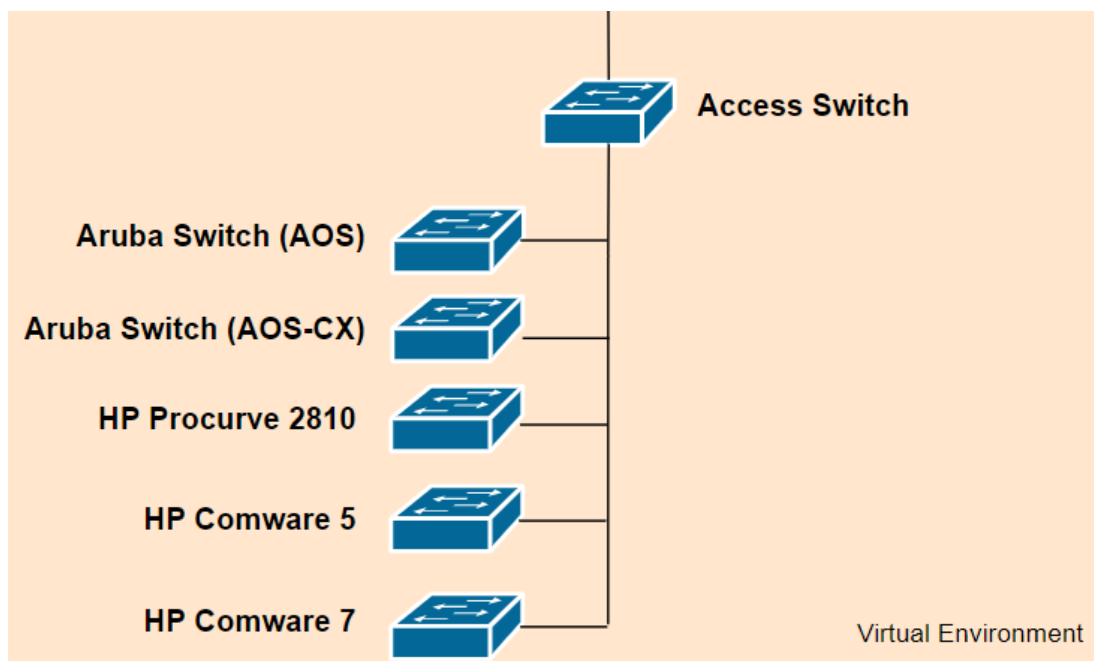 Access Switch
Aruba Switch (AOS)
Aruba Switch (AOS-CX)
HP Procurve 2810
HP Comware 5
HP Comware 7
Virtual Environment